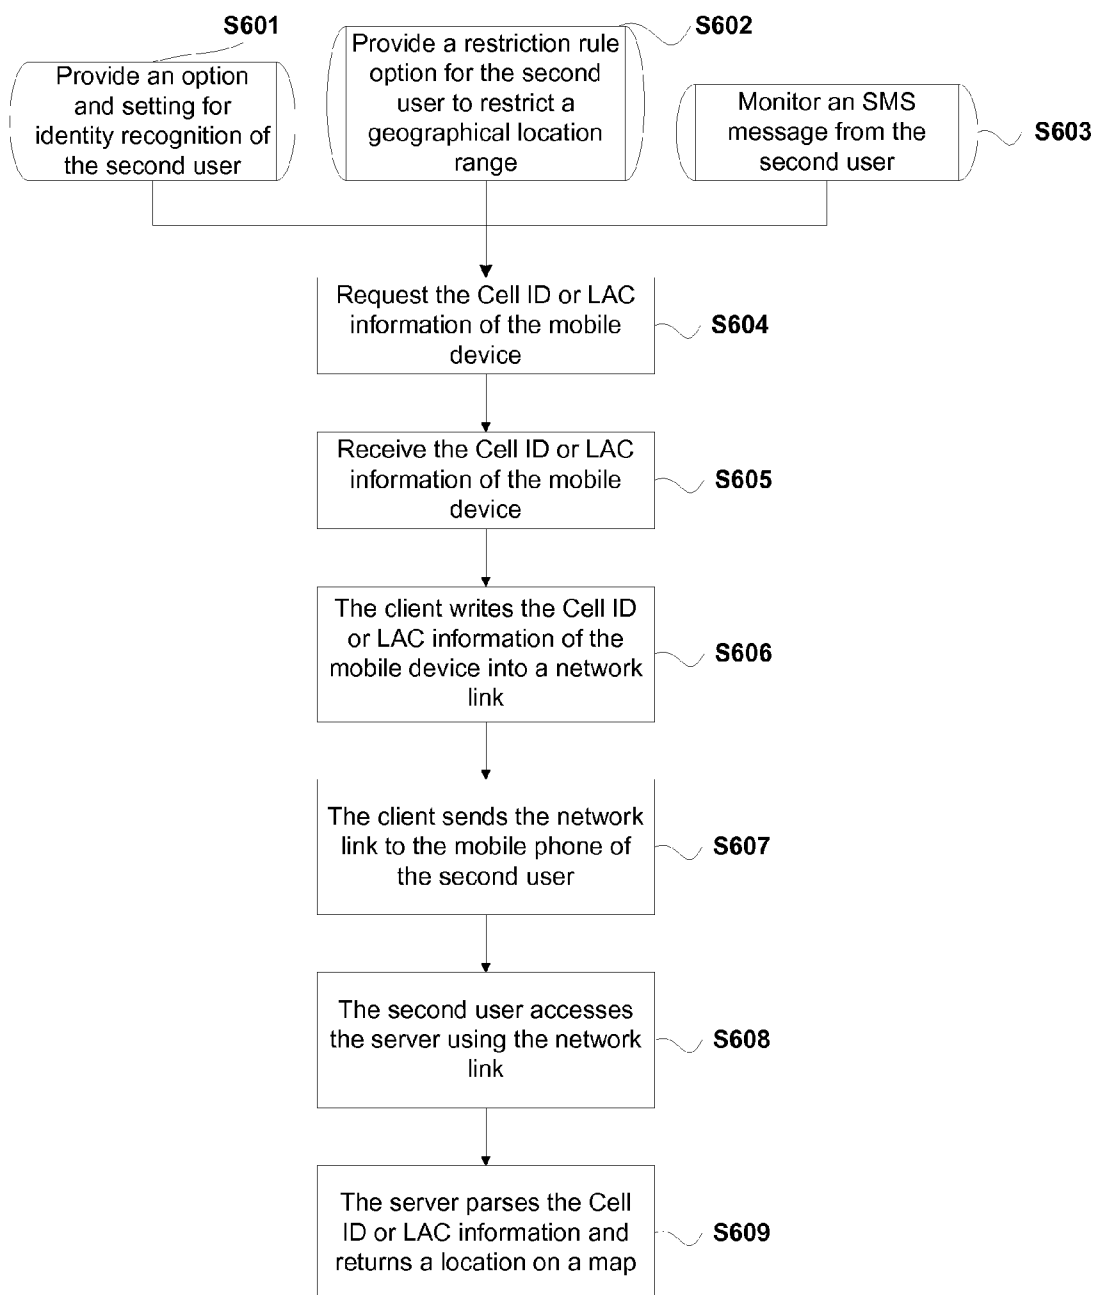 S601
Provide an option
and setting for
identity recognition of
the second user
S602
Provide a restriction rule
option for the second
user to restrict a
geographical location
range
Monitor an SMS
message from the
second user
S603
Request the Cell ID or LAC
information of the mobile
device
S604
Receive the Cell ID or LAC
information of the mobile
device
S605
The client writes the Cell ID
or LAC information of the
mobile device into a network
link
S606
The client sends the network
link to the mobile phone of
the second user
S607
The second user accesses
the server using the network
link
S608
The server parses the Cell
ID or LAC information and
returns a location on a map
S609